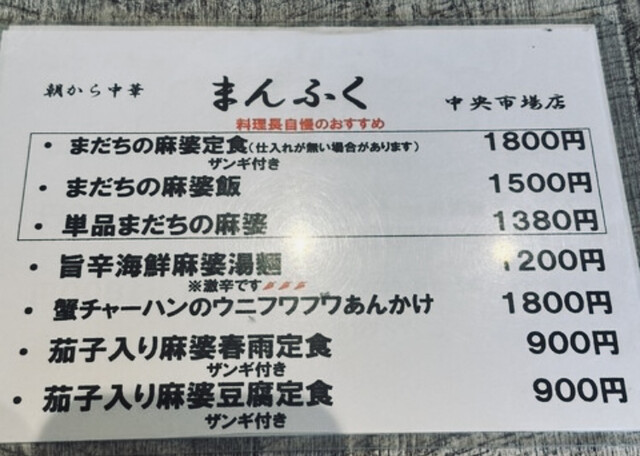 朝から中華 まんふく 中央市場店
料理長自慢のおすすめ
・まだちの麻婆定食(仕入れが無い場合があります) 1800円
ザンギ付き
・まだちの麻婆飯 1500円
・単品まだちの麻婆 1380円
・旨辛海鮮麻婆湯麺 1200円
※激辛です
・蟹チャーハンのウニフワフワあんかけ 1800円
・茄子入り麻婆春雨定食 900円
ザンギ付き
・茄子入り麻婆豆腐定食 900円
ザンギ付き